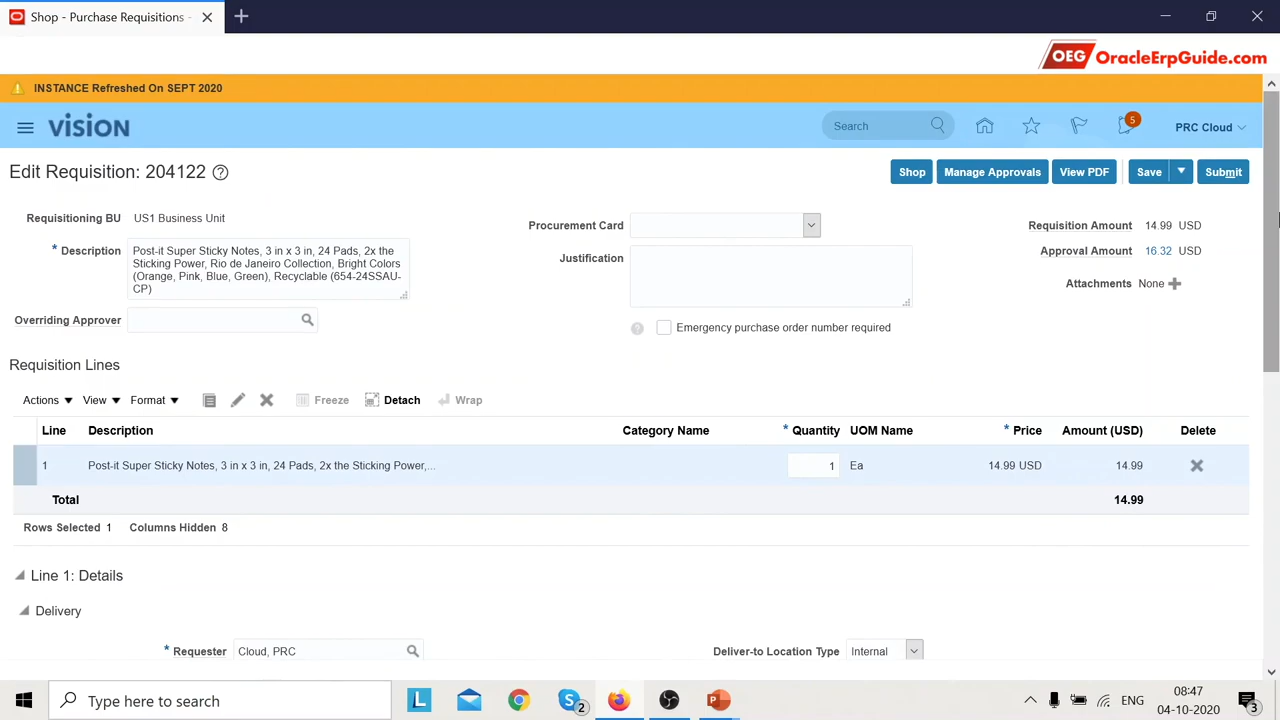 Shop - Purchase Requisitions -
OEG OracleErpGuide.com
INSTANCE Refreshed On SEPT 2020
VISION Search 5 PRC Cloud
Edit Requisition: 204122 ? Shop Manage Approvals View PDF Save Submit
Requisitioning BU US1 Business Unit
Procurement Card
Requisition Amount 14.99 USD
* Description Post-it Super Sticky Notes, 3 in x 3 in, 24 Pads, 2x the
Sticking Power, Rio de Janeiro Collection, Bright Colors
(Orange, Pink, Blue, Green), Recyclable (654-24SSAU-
CP)
Justification
Approval Amount 16.32 USD
Attachments None
Overriding Approver
? Emergency purchase order number required
Requisition Lines
Actions View Format Freeze Detach Wrap
Line Description Category Name * Quantity UOM Name * Price Amount (USD) Delete
1 Post-it Super Sticky Notes, 3 in x 3 in, 24 Pads, 2x the Sticking Power,... 1 Ea 14.99 USD 14.99
Total 14.99
Rows Selected 1 Columns Hidden 8
Line 1: Details
Delivery
* Requester Cloud, PRC Deliver-to Location Type Internal
Type here to search L 2 ENG 08:47
04-10-2020 3